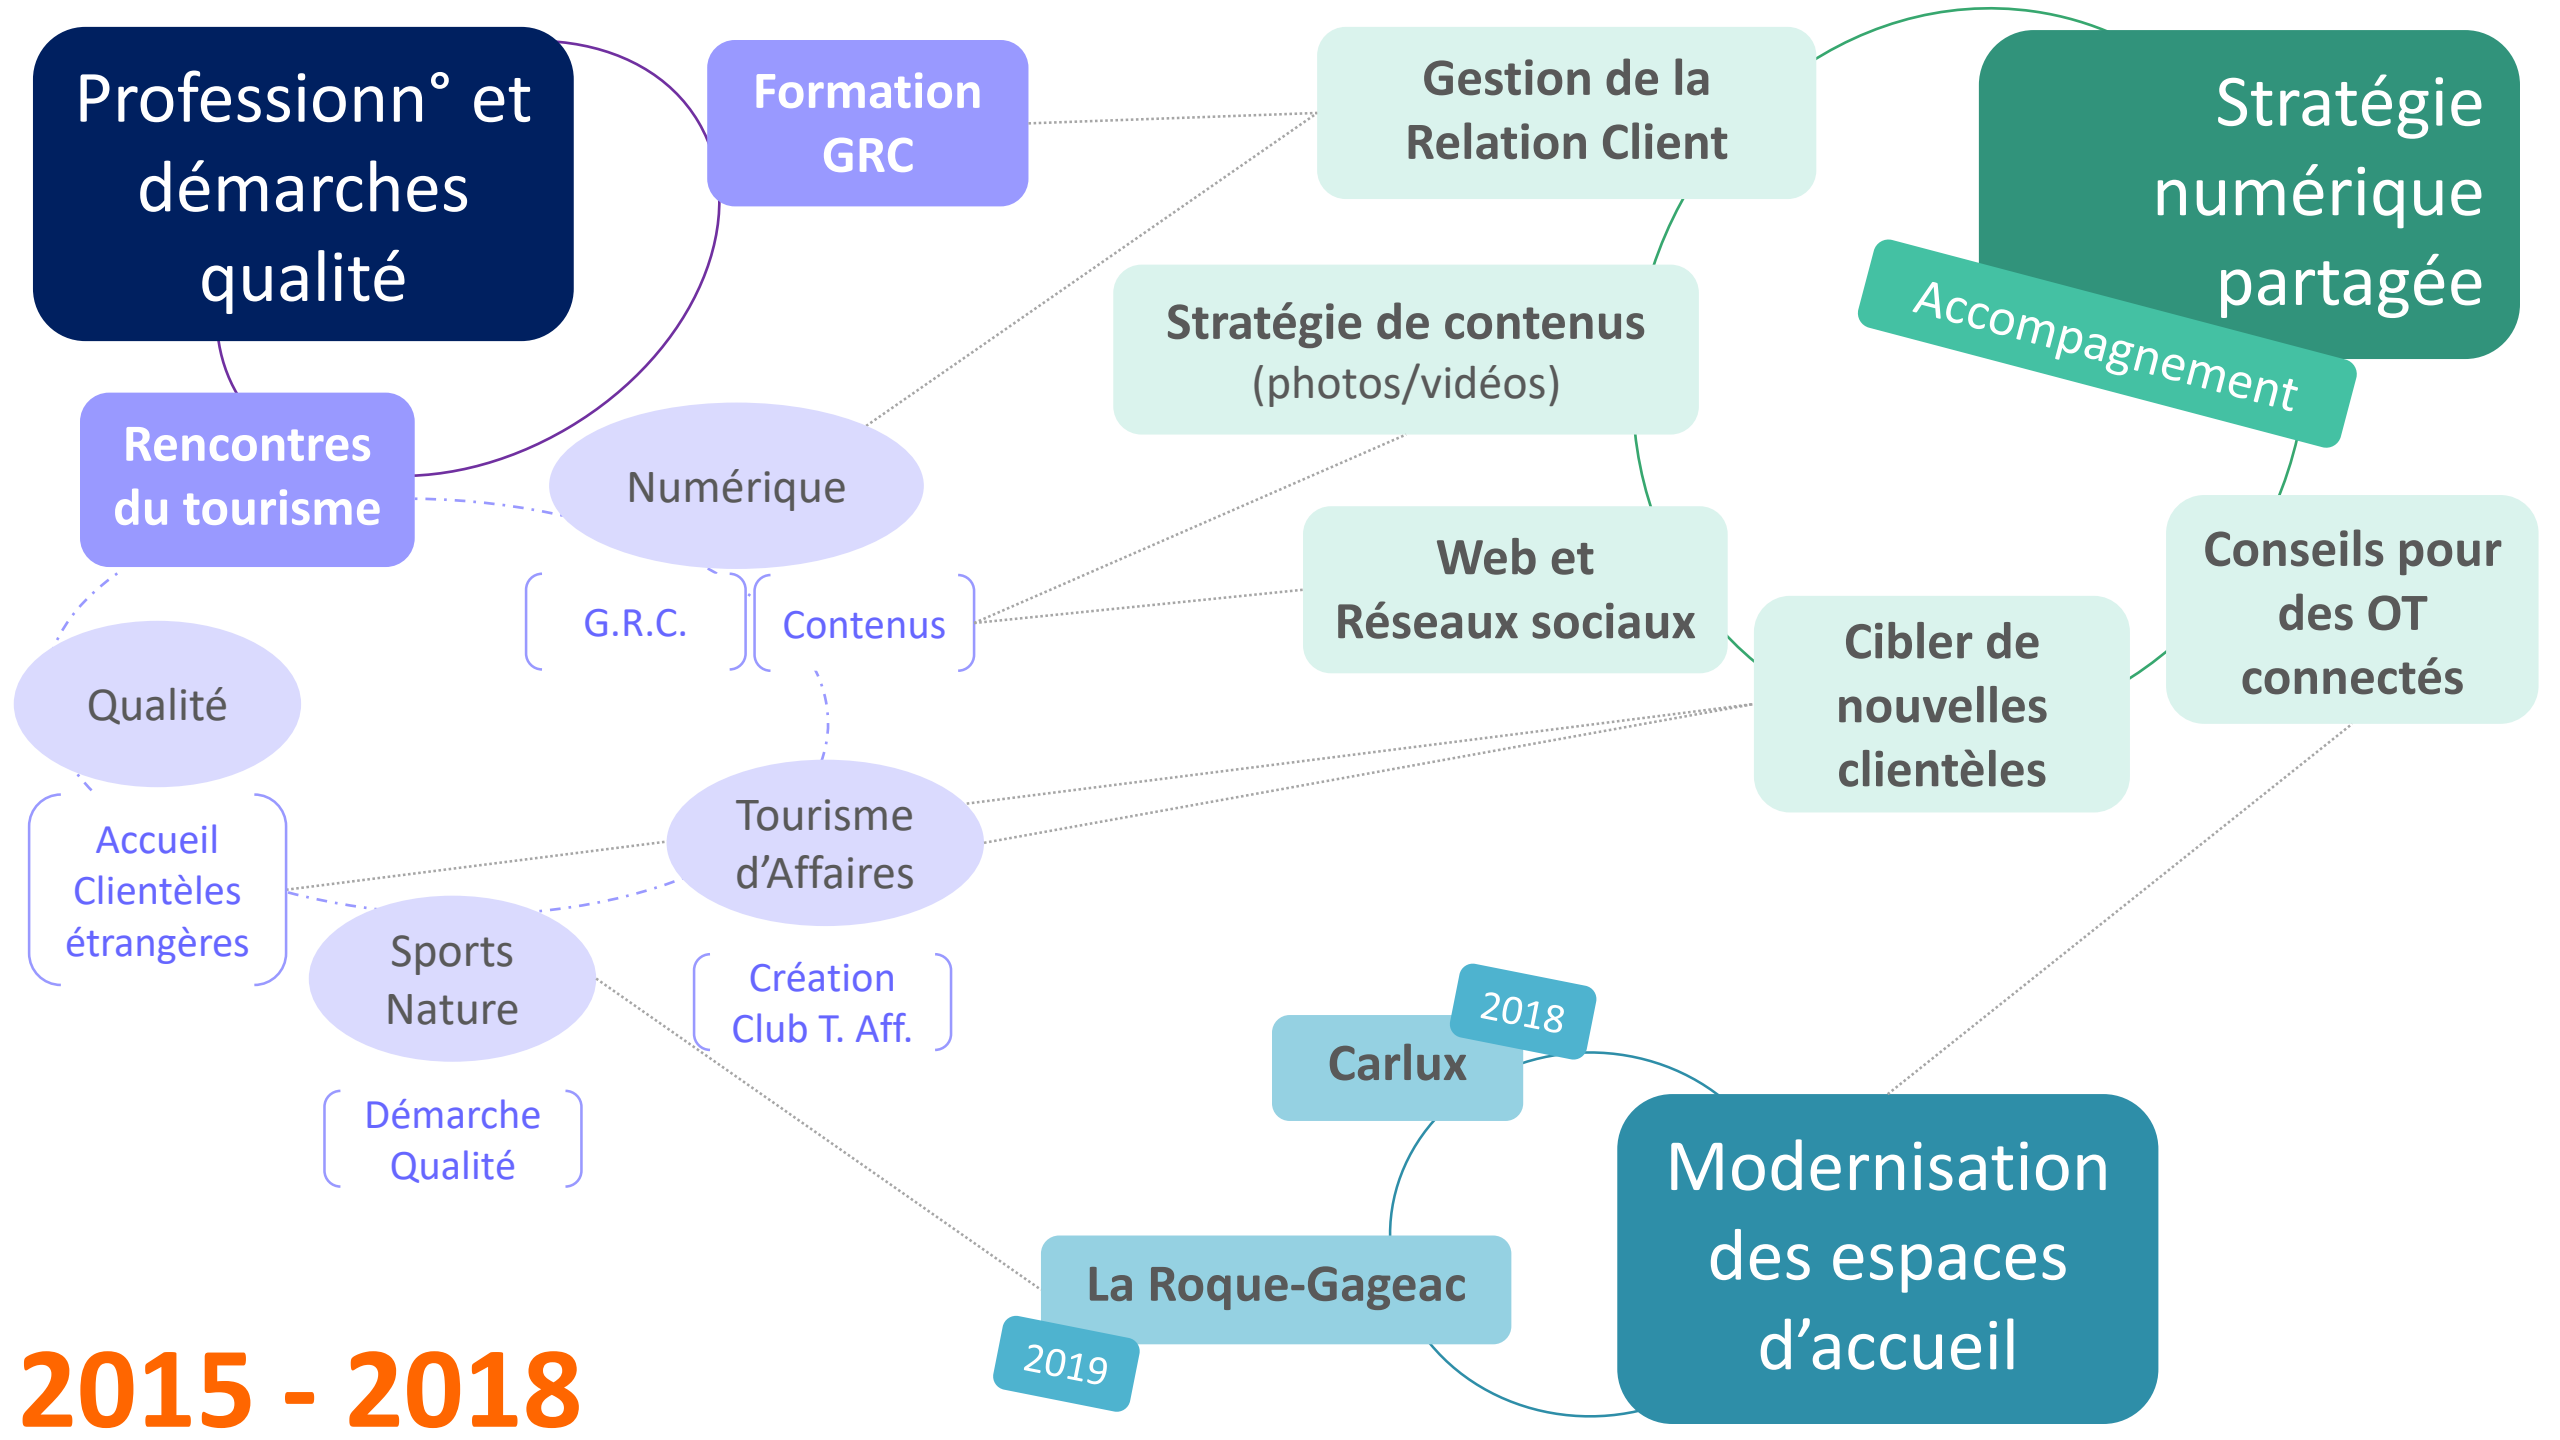 Professionn° et
démarches
qualité
Formation
GRC
Gestion de la
Relation Client
Stratégie
numérique
partagée
Accompagnement
Stratégie de contenus
(photos/vidéos)
Rencontres
du tourisme
Numérique
G.R.C.
Contenus
Web et
Réseaux sociaux
Cibler de
nouvelles
clientèles
Conseils pour
des OT
connectés
Qualité
Accueil
Clientèles
étrangères
Tourisme
d’Affaires
Création
Club T. Aff.
Sports
Nature
Démarche
Qualité
2018
Carlux
La Roque-Gageac
2019
Modernisation
des espaces
d’accueil
2015 - 2018